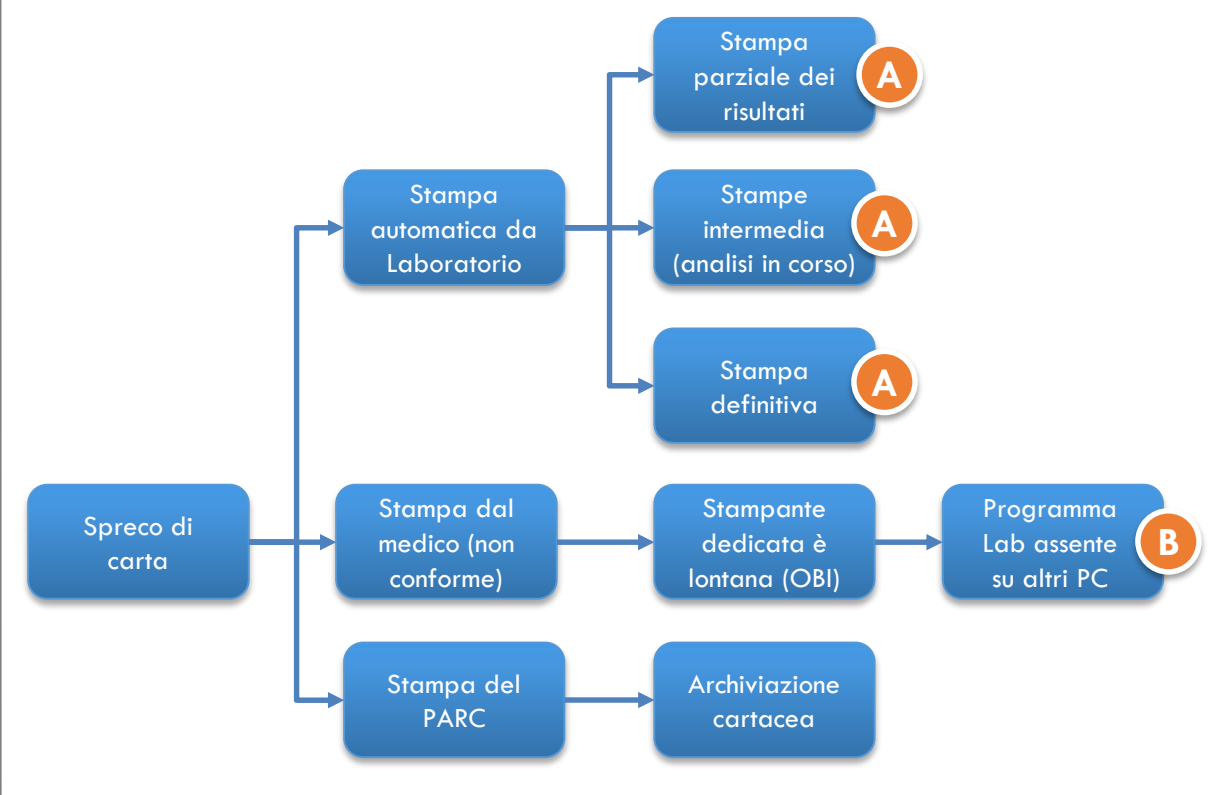 Stampa
parziale dei
risultati
A
Stampa
automatica da
Laboratorio
Stampe
intermedia
(analisi in corso)
A
Stampa
definitiva
A
Spreco di
carta
Stampa dal
medico (non
conforme)
Stampante
dedicata è
lontana (OBI)
Programma
Lab assente
su altri PC
B
Stampa del
PARC
Archiviazione
cartacea